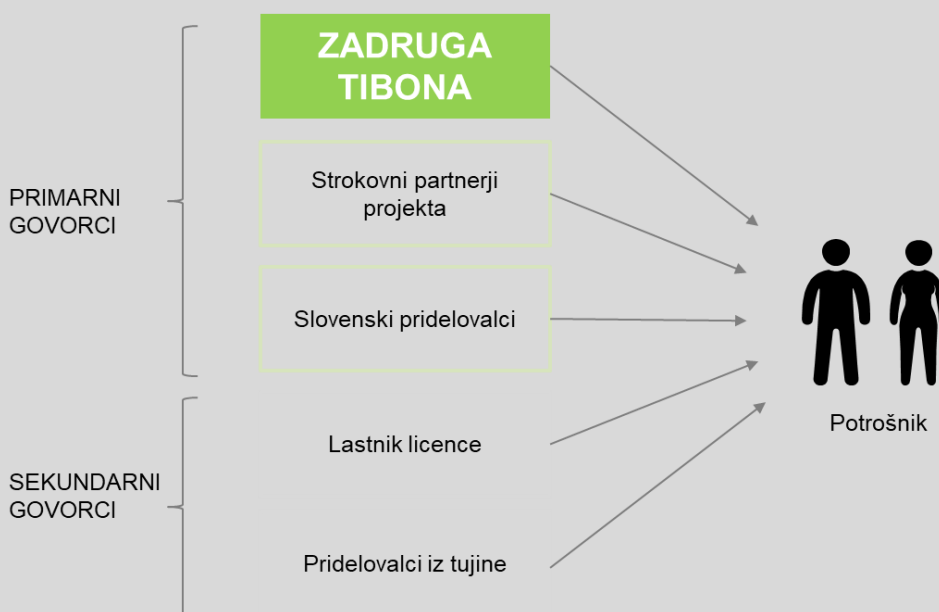 ZADRUGA
TIBONA
Strokovni partnerji
projekta
PRIMARNI
GOVORCI
Slovenski pridelovalci
Potrošnik
Lastnik licence
SEKUNDARNI
GOVORCI
Pridelovalci iz tujine